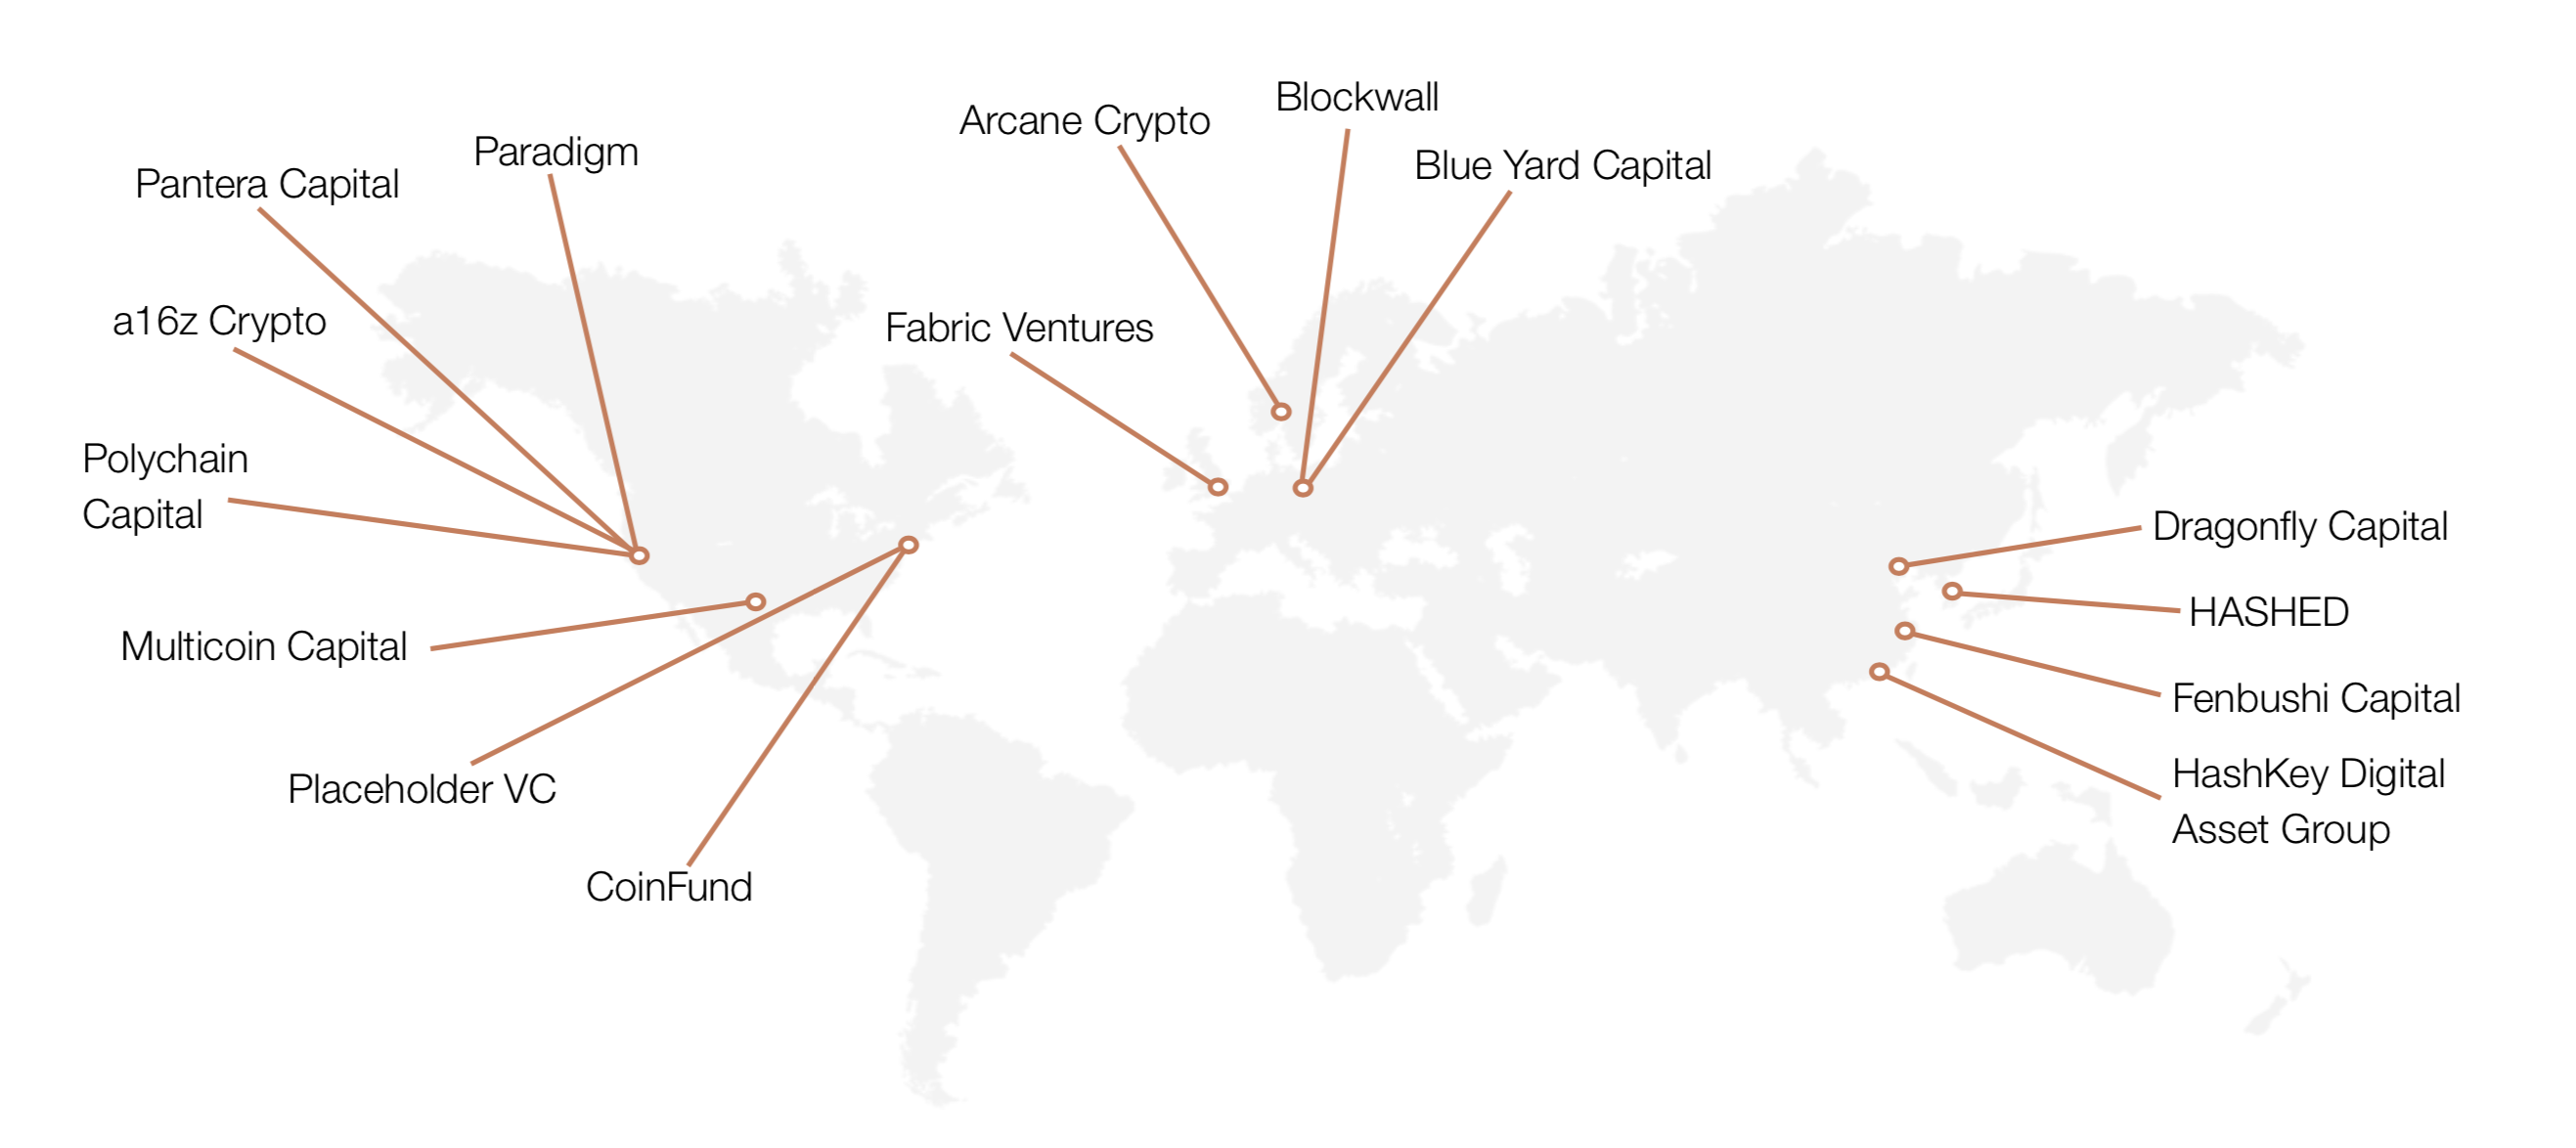 Blockwall
Arcane Crypto
Paradigm
Blue Yard Capital
Pantera Capital
a16z Crypto
Fabric Ventures
Polychain
Capital
Dragonfly Capital
HASHED
Multicoin Capital
Fenbushi Capital
Placeholder VC
HashKey Digital
Asset Group
CoinFund